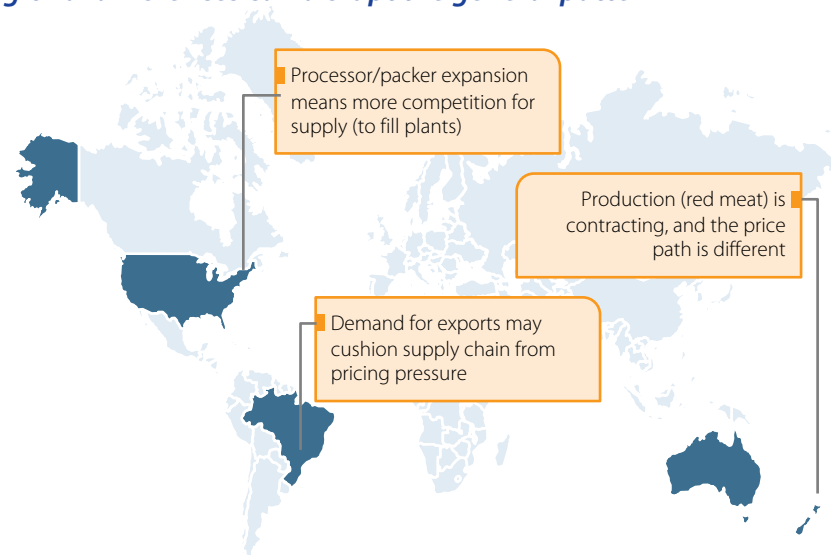 Processor/packer expansion
means more competition for
supply (to fill plants)
Production (red meat) is
contracting, and the price
path is different
Demand for exports may
cushion supply chain from
pricing pressure